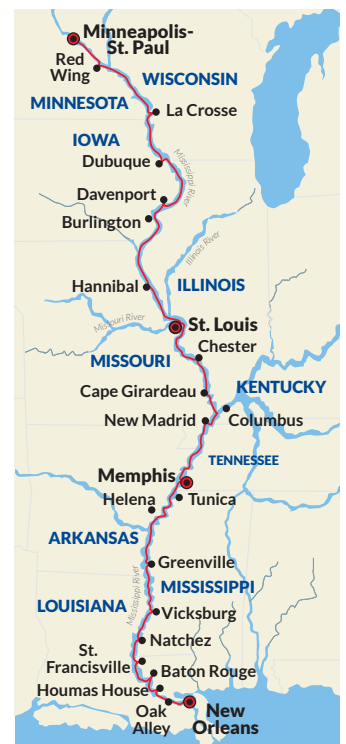 Minneapolis-
St. Paul
Red
Wing
WISCONSIN
MINNESOTA
La Crosse
IOWA
Dubuque
Mississippi River
Davenport
Burlington
Illinois River
Hannibal
ILLINOIS
Missouri River
St. Louis
Chester
MISSOURI
Cape Girardeau
KENTUCKY
New Madrid
Columbus
TENNESSEE
Memphis
Helena
Tunica
ARKANSAS
Greenville
Mississippi River
MISSISSIPPI
LOUISIANA
Vicksburg
Natchez
St.
Francisville
Baton Rouge
Houmas House
Oak
Alley
New
Orleans